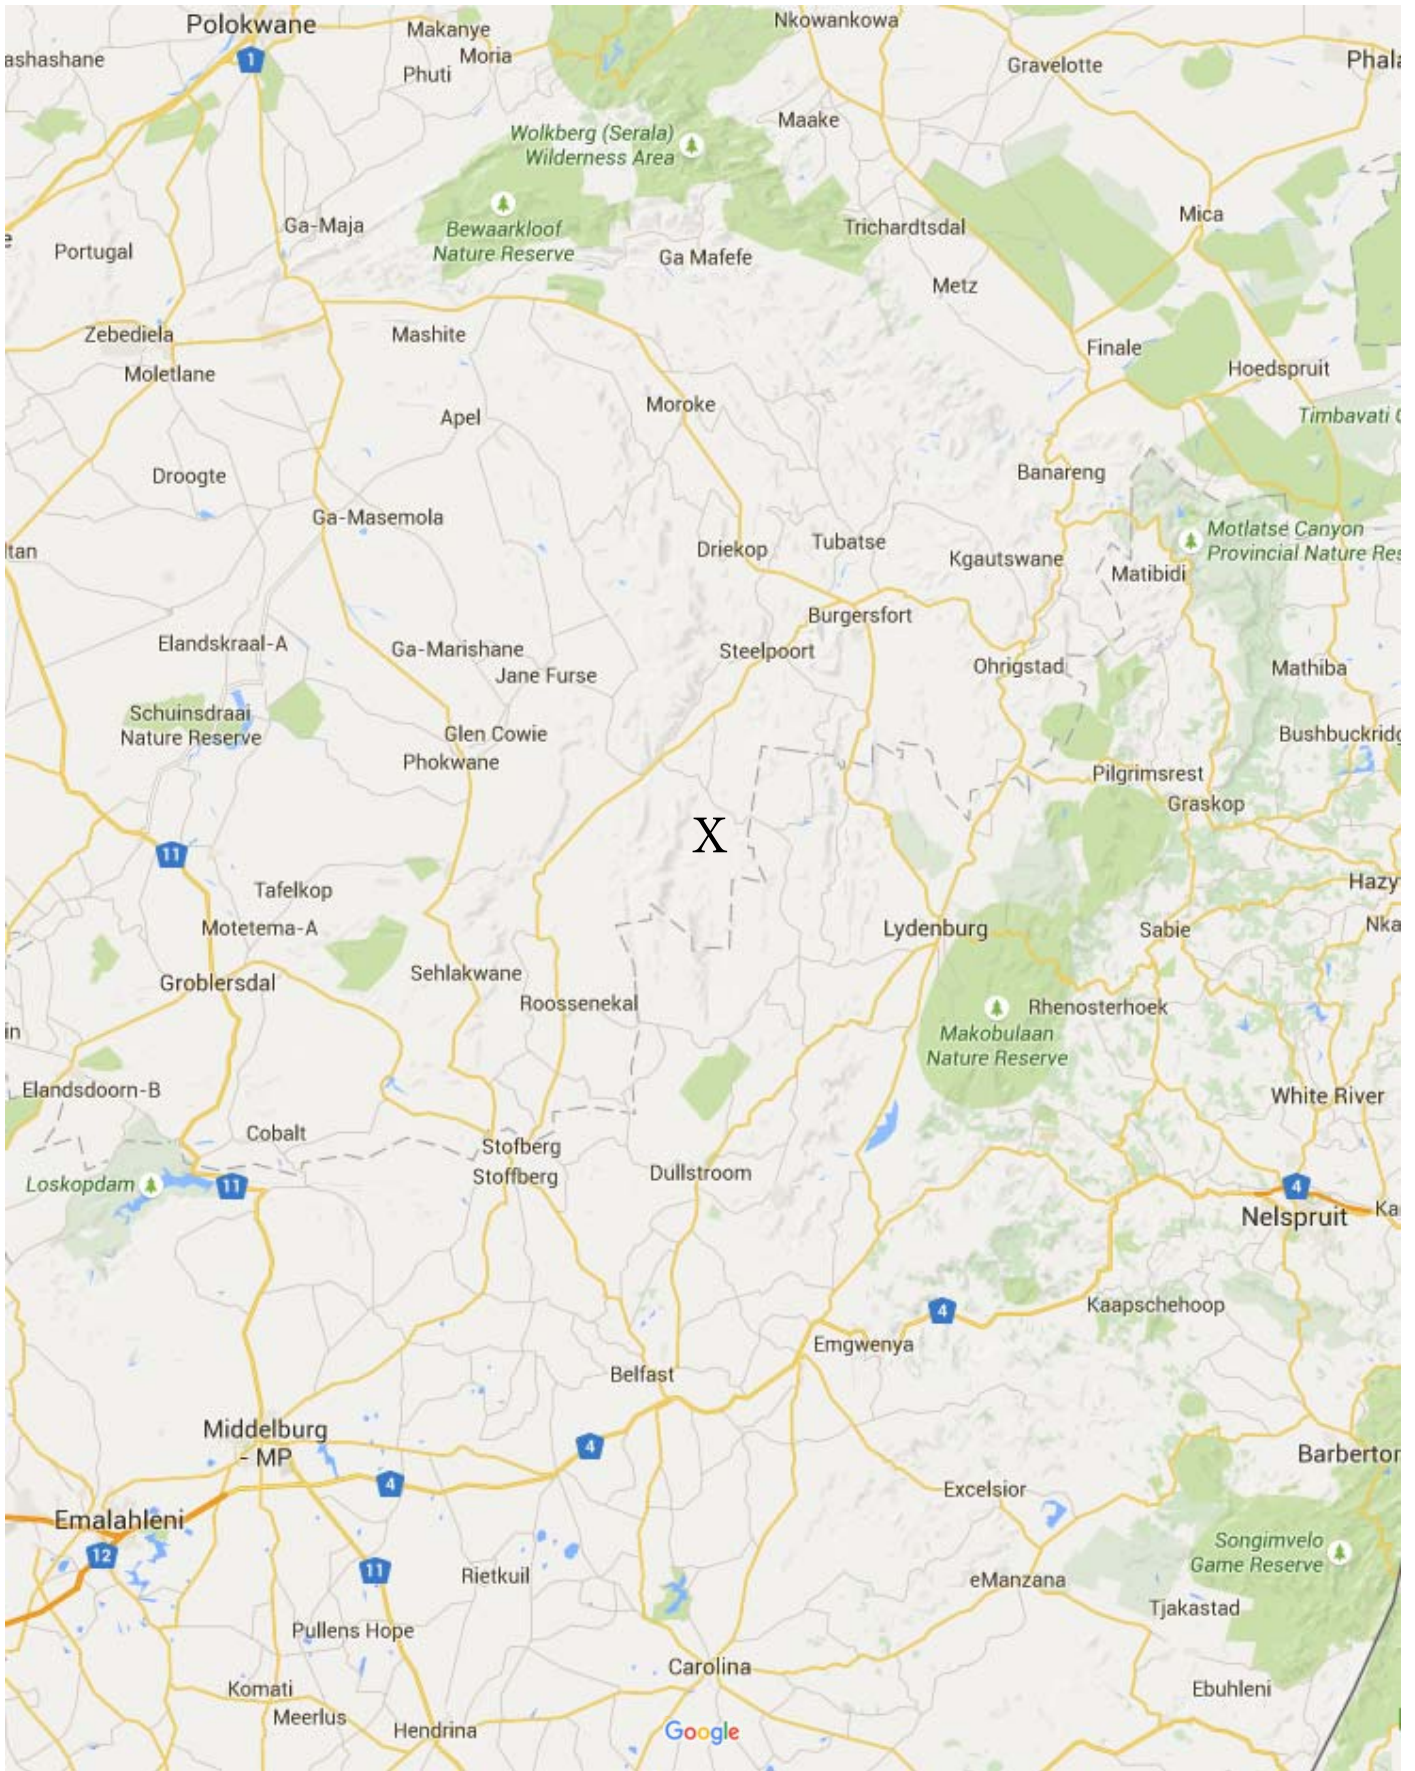 Polokwane
Makanye
Nkowankowa
ashashane
1
Moria
Phuti
Gravelotte
Phala
Maake
Wolkberg (Serala)
Wilderness Area
Bewaarkloof
Nature Reserve
Ga-Maja
Portugal
Ga Mafefe
Trichardtsdal
Mica
Metz
Zebediela
Mashite
Finale
Moletlane
Hoedspruit
Apel
Moroke
Timbavati G
Droogte
Banareng
Ga-Masemola
Motlatse Canyon
Provincial Nature Res
ltan
Driekop
Tubatse
Kgautswane
Matibidi
Burgersfort
Elandskraal-A
Ga-Marishane
Steelpoort
Ohrigstad
Mathiba
Jane Furse
Schuinsdraai
Nature Reserve
Glen Cowie
Bushbuckridg
Phokwane
Pilgrimsrest
Graskop
X
11
Tafelkop
Hazy
Motetema-A
Lydenburg
Sabie
Nka
Groblersdal
Sehlakwane
Roossenekal
Rhenosterhoek
in
Makobulaan
Nature Reserve
Elandsdoorn-B
White River
Cobalt
Stofberg
Stoffberg
Dullstroom
Loskopdam
11
4
Nelspruit
Ka
4
Kaapschehoop
Emgwenya
Belfast
Middelburg
- MP
4
4
Barberton
Excelsior
Emalahleni
12
Songimvelo
Game Reserve
11
Rietkuil
eManzana
Tjakastad
Pullens Hope
Carolina
Komati
Ebuhleni
Meerlus
Hendrina
Google